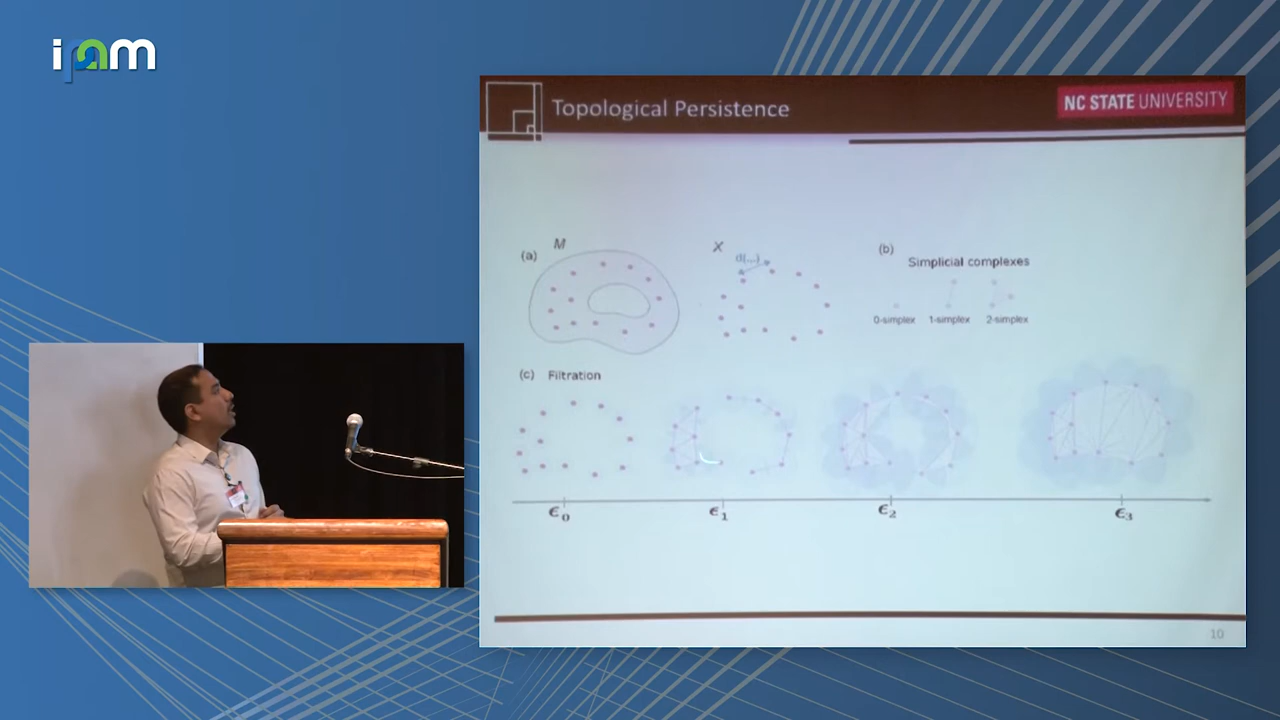 ipam
Topological Persistence
NC STATE UNIVERSITY
(a)
M
X
d(...)
(b)
Simplicial complexes
0-simplex 1-simplex 2-simplex
(c) Filtration
ϵ0 ϵ1 ϵ2 ϵ3
10